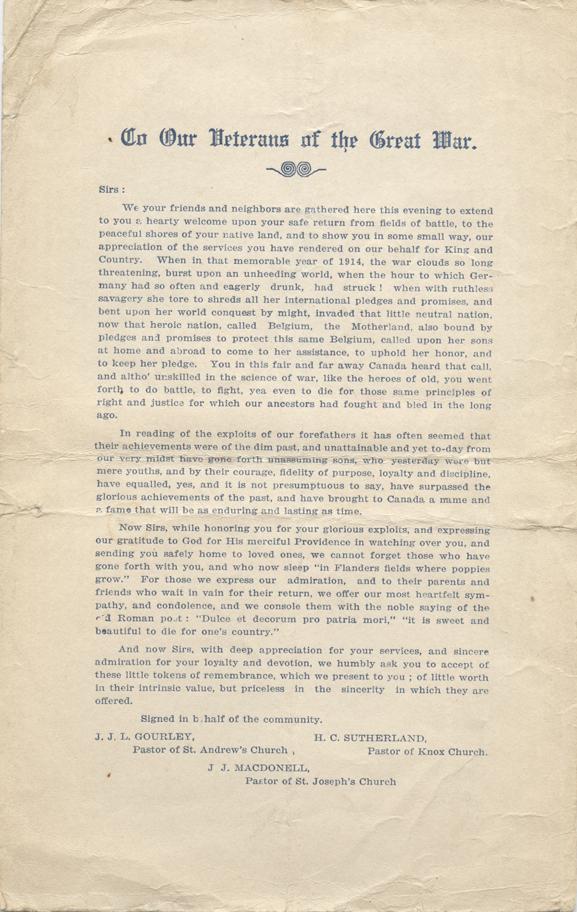 To Our Veterans of the Great War.
Sirs :
We your friends and neighbors are gathered here this evening to extend
to you a hearty welcome upon your safe return from fields of battle, to the
peaceful shores of your native land, and to show you in some small way, our
appreciation of the services you have rendered on our behalf for King and
Country. When in that memorable year of 1914, the war clouds so long
threatening, burst upon an unheeding world, when the hour to which Ger-
many had so often and eagerly drunk, had struck ! when with ruthless
savagery she tore to shreds all her international pledges and promises, and
bent upon her world conquest by might, invaded that little neutral nation,
now that heroic nation, called Belgium, the Motherland, also bound by
pledges and promises to protect this same Belgium, called upon her sons
at home and abroad to come to her assistance, to uphold her honor, and
to keep her pledge. You in this fair and far away Canada heard that call,
and altho' unskilled in the science of war, like the heroes of old, you went
forth, to do battle, to fight, yea even to die for those same principles of
right and justice for which our ancestors had fought and bled in the long
ago.
In reading of the exploits of our forefathers it has often seemed that
their achievements were of the dim past, and unattainable and yet to-day from
our very midst have gone forth unassuming sons, who yesterday were but
mere youths, and by their courage, fidelity of purpose, loyalty and discipline,
have equalled, yes, and it is not presumptuous to say, have surpassed the
glorious achievements of the past, and have brought to Canada a name and
a fame that will be as enduring and lasting as time.
Now Sirs, while honoring you for your glorious exploits, and expressing
our gratitude to God for His merciful Providence in watching over you, and
sending you safely home to loved ones, we cannot forget those who have
gone forth with you, and who now sleep "in Flanders fields where poppies
grow." For those we express our admiration, and to their parents and
friends who wait in vain for their return, we offer our most heartfelt sym-
pathy, and condolence, and we console them with the noble saying of the
old Roman poet : "Dulce et decorum pro patria mori," "it is sweet and
beautiful to die for one's country."
And now Sirs, with deep appreciation for your services, and sincere
admiration for your loyalty and devotion, we humbly ask you to accept of
these little tokens of remembrance, which we present to you ; of little worth
in their intrinsic value, but priceless in the sincerity in which they are
offered.
Signed in behalf of the community.
J. J. L. GOURLEY, H. C. SUTHERLAND,
Pastor of St. Andrew's Church , Pastor of Knox Church.
J J. MACDONELL,
Pastor of St. Joseph's Church